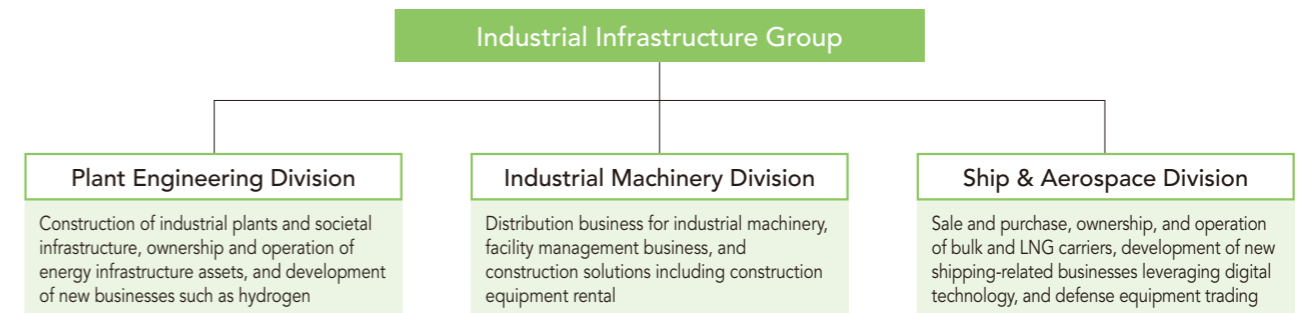 Industrial Infrastructure Group
Plant Engineering Division
Construction of industrial plants and societal
infrastructure, ownership and operation of
energy infrastructure assets, and development
of new businesses such as hydrogen
Industrial Machinery Division
Distribution business for industrial machinery,
facility management business, and
construction solutions including construction
equipment rental
Ship & Aerospace Division
Sale and purchase, ownership, and operation
of bulk and LNG carriers, development of new
shipping-related businesses leveraging digital
technology, and defense equipment trading